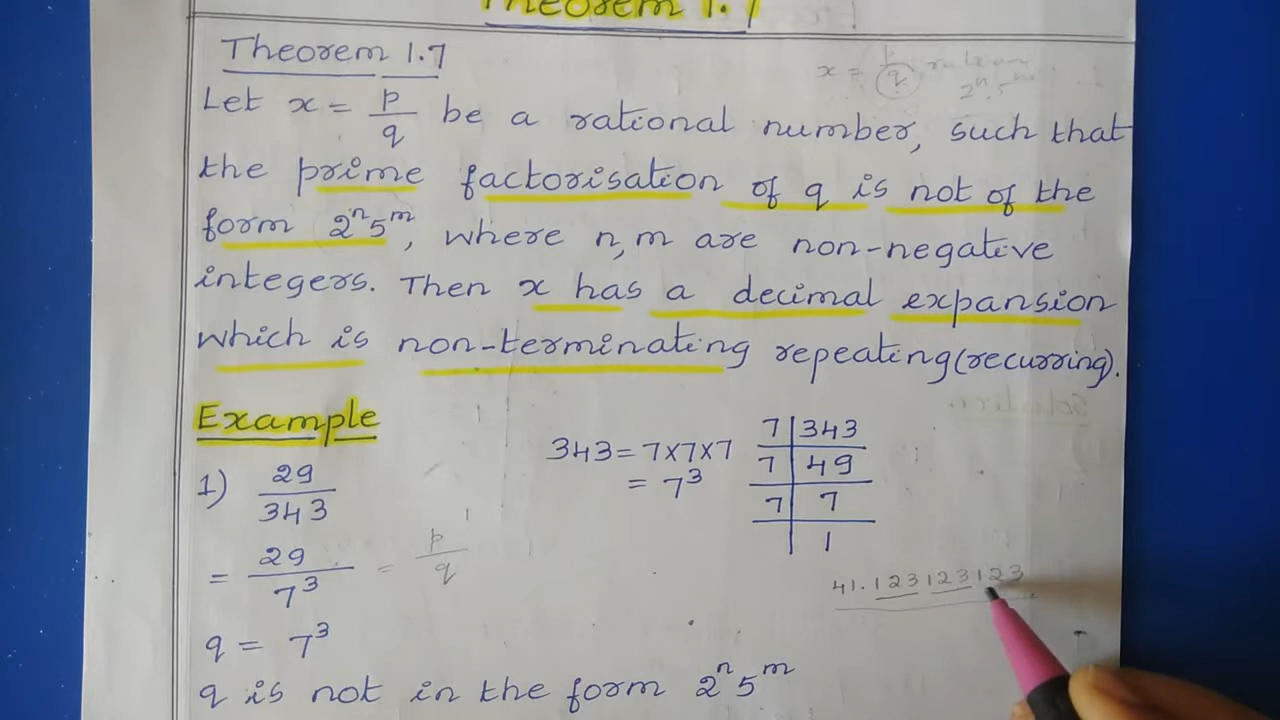 Theorem 1.7
Theorem 1.7
x = p/q
2ⁿ.5ᵐ
Let x = p/q be a rational number, such that
the prime factorisation of q is not of the
form 2ⁿ5ᵐ, where n,m are non-negative
integers. Then x has a decimal expansion
which is non-terminating repeating (recurring).
Example
1) 29/343
= 29/7³ = p/q
q = 7³
q is not in the form 2ⁿ5ᵐ
343 = 7×7×7
= 7³
7 | 343
7 | 49
7 | 7
| 1
41.123123123